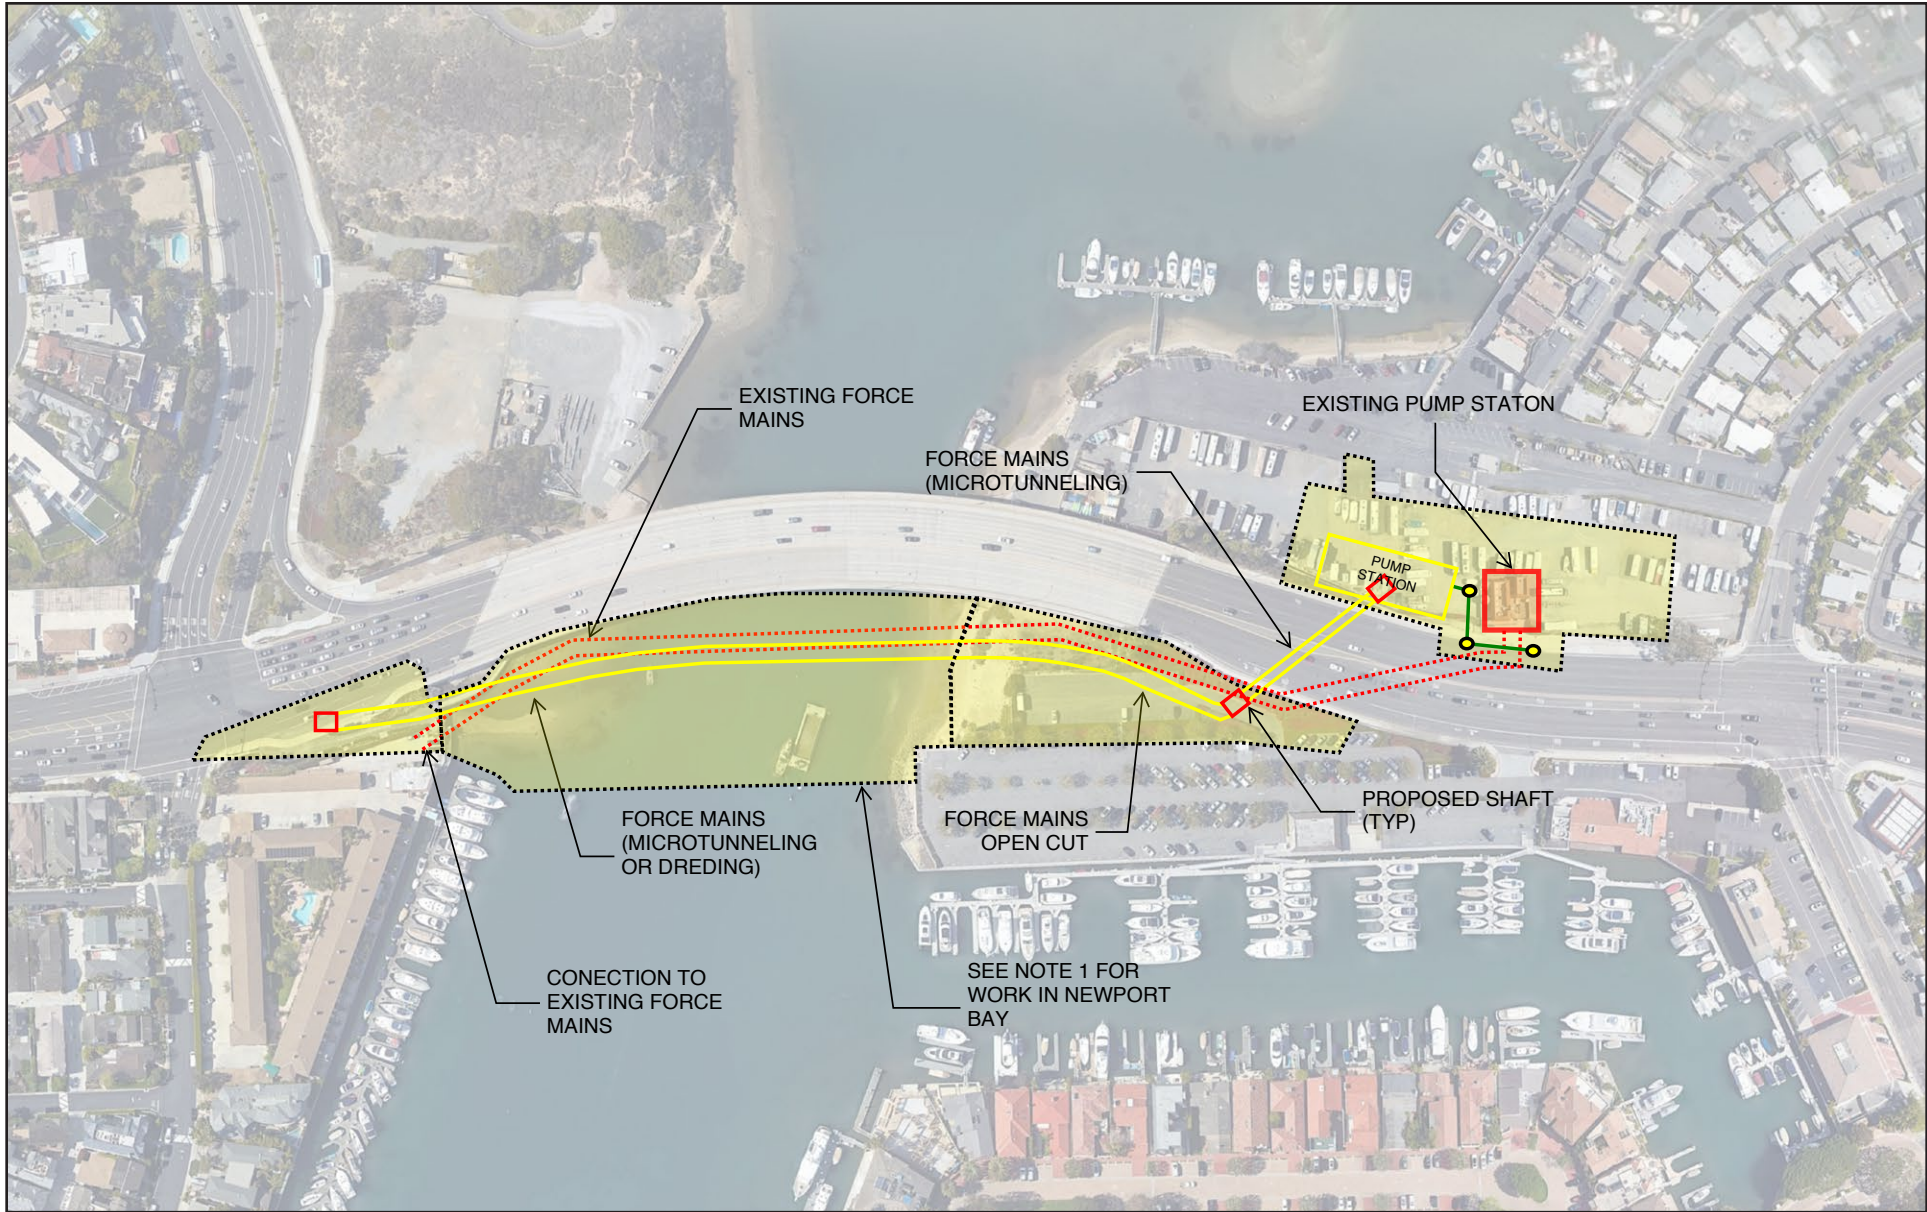 EXISTING FORCE
MAINS
EXISTING PUMP STATON
FORCE MAINS
(MICROTUNNELING)
PUMP
STATION
FORCE MAINS
(MICROTUNNELING
OR DREDING)
FORCE MAINS
OPEN CUT
PROPOSED SHAFT
(TYP)
CONECTION TO
EXISTING FORCE
MAINS
SEE NOTE 1 FOR
WORK IN NEWPORT
BAY